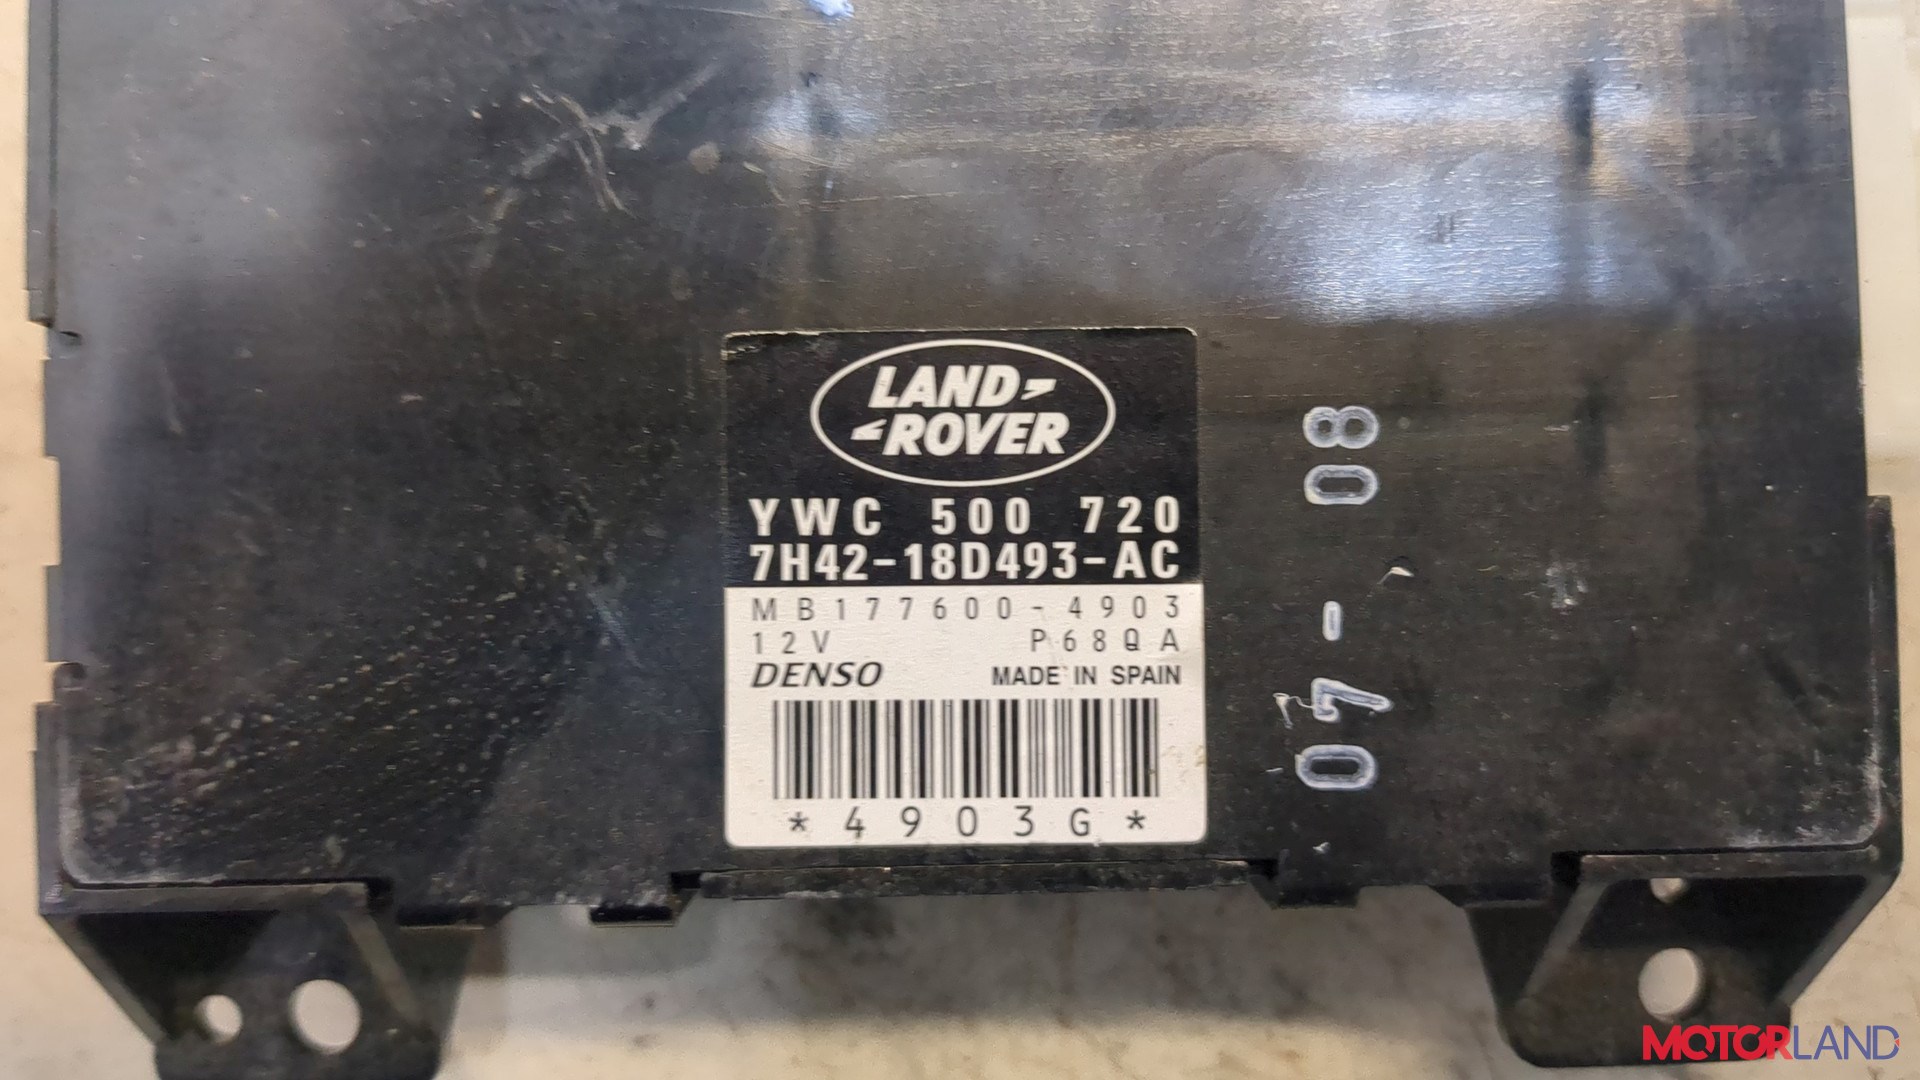 LAND
ROVER
YWC 500 720
7H42-18D493-AC
MB177600-4903
12V P68QA
DENSO MADE IN SPAIN
*4903G*
07-08
MOTORLAND